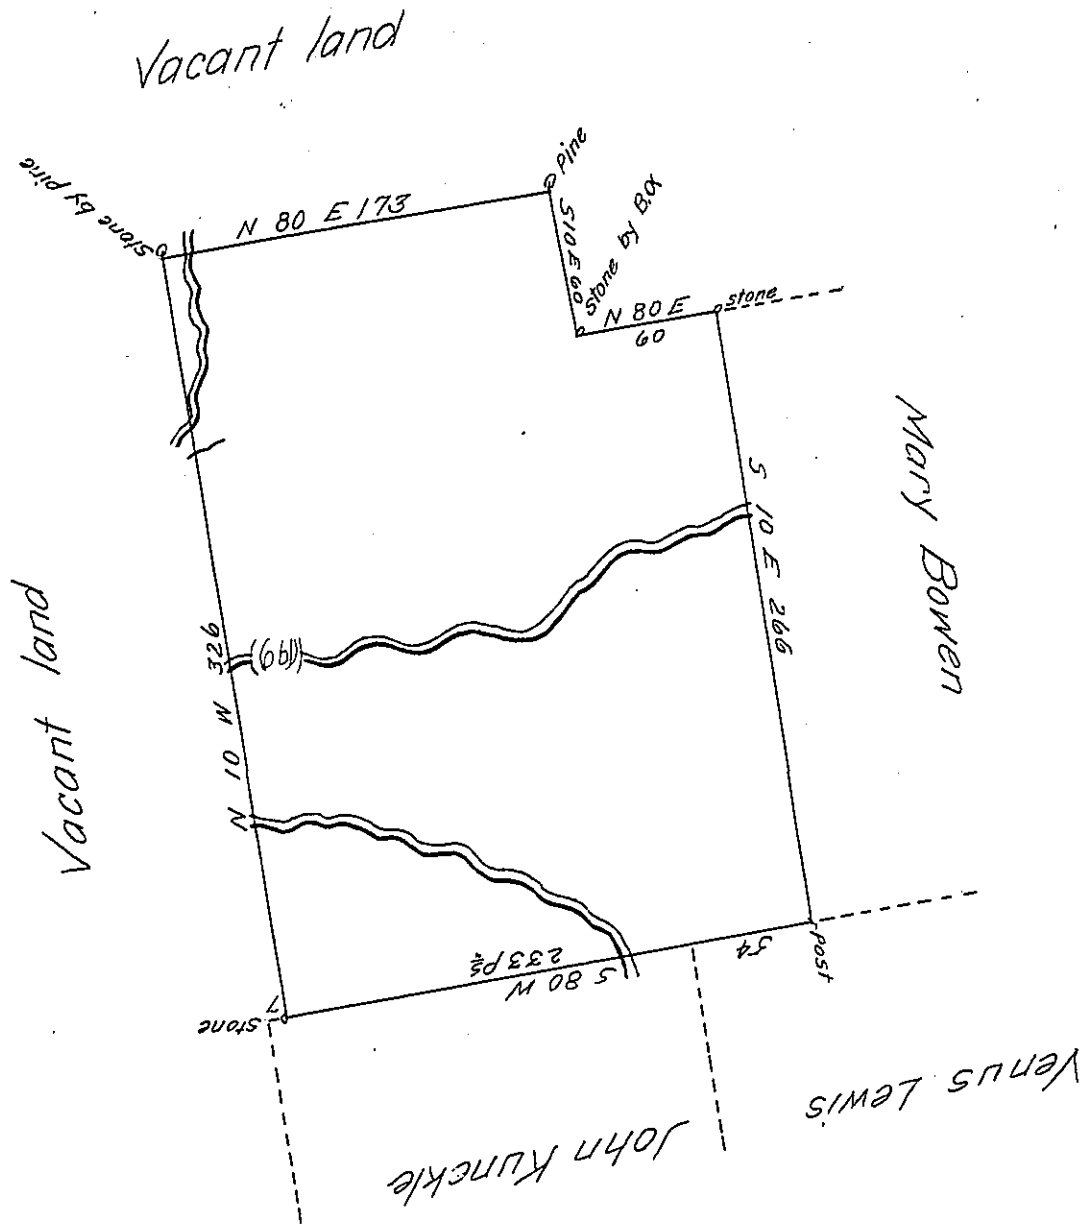 Vacant land
Stone by pine
N 80 E 173
Pine
S 10 E 60
Stone by B.O
N 80 E
60
stone
Mary Bowen
S 10 E 266
Vacant land
N 10 W 326
Post
54
S 80 W
233 Ps
7
Stone
Venus Lewis
John Kunckle